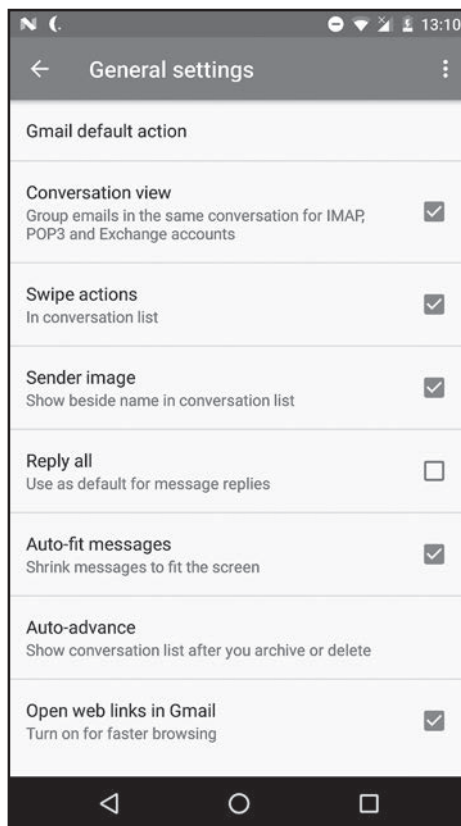 13:10
General settings
Gmail default action
Conversation view
Group emails in the same conversation for IMAP,
POP3 and Exchange accounts
Swipe actions
In conversation list
Sender image
Show beside name in conversation list
Reply all
Use as default for message replies
Auto-fit messages
Shrink messages to fit the screen
Auto-advance
Show conversation list after you archive or delete
Open web links in Gmail
Turn on for faster browsing